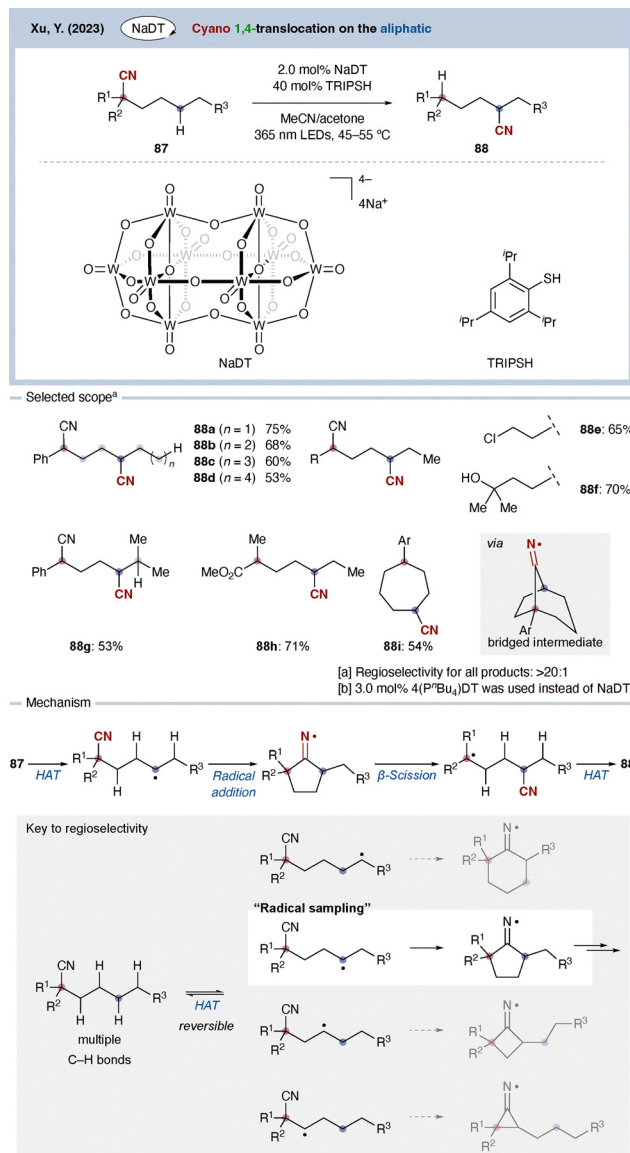 Xu, Y. (2023) NaDT Cyano 1,4-translocation on the aliphatic
CN
R1
R2
H
R3
87
2.0 mol% NaDT
40 mol% TRIPSH
MeCN/acetone
365 nm LEDs, 45–55 ºC
H
R1
R2
CN
R3
88
4–
4Na+
O
O
O
W
O
W
O
O
O
O
O
O
O
W
O
W
O=W
O
O
W
O
W
O
W=O
O
O
O
O
O
O
O
W
O
W
O
O
NaDT
iPr
SH
iPr
iPr
TRIPSH
Selected scopea
CN
Ph
CN
H
n
88a (n = 1) 75%
88b (n = 2) 68%
88c (n = 3) 60%
88d (n = 4) 53%
CN
R
Me
CN
Cl
88e: 65%
HO
Me Me
88f: 70%
CN
Ph
Me
Me
H
CN
88g: 53%
Me
MeO2C
Me
CN
88h: 71%
Ar
CN
88i: 54%
via
N•
Ar
bridged intermediate
[a] Regioselectivity for all products: >20:1
[b] 3.0 mol% 4(PnBu4)DT was used instead of NaDT
Mechanism
87
HAT
CN
H
H
R1
R2
H
R3
Radical
addition
N•
R1
R2
R3
β-Scission
R1
H
H
R2
H
CN
R3
HAT
88
Key to regioselectivity
CN
R1
R2
R3
N•
R1
R2
R3
“Radical sampling”
CN
R1
R2
R3
N•
R1
R2
R3
CN
H
H
R1
R2
H
H
R3
multiple
C–H bonds
HAT
reversible
CN
R1
R2
R3
N•
R1
R2
R3
CN
R1
R2
R3
N•
R1
R2
R3